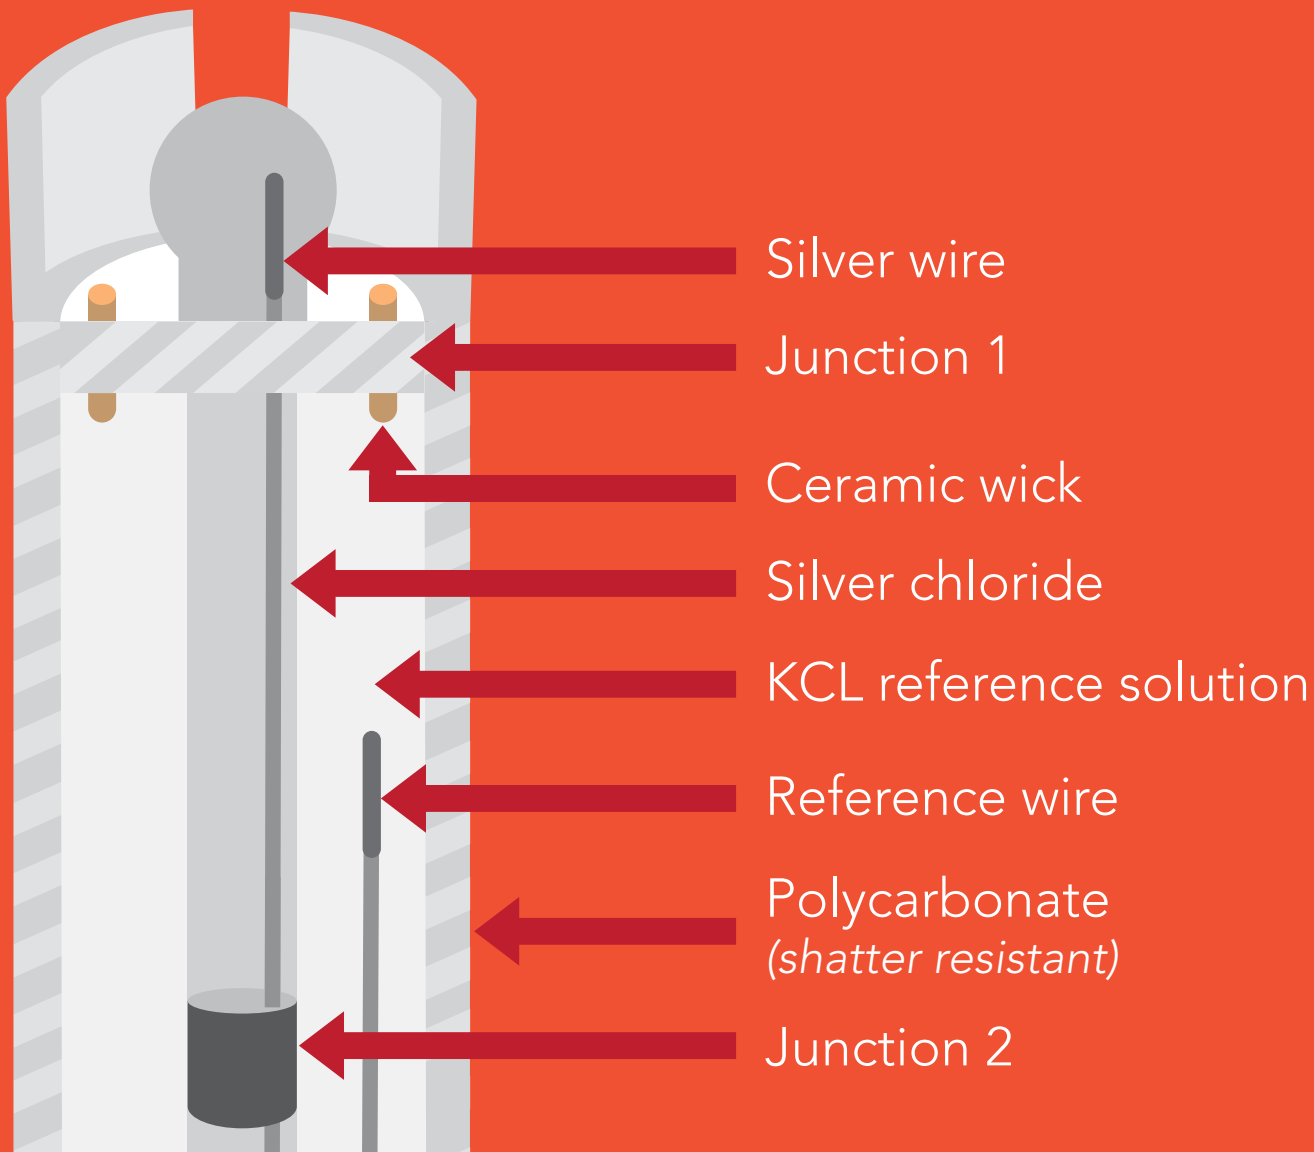 Silver wire
Junction 1
Ceramic wick
Silver chloride
KCL reference solution
Reference wire
Polycarbonate
(shatter resistant)
Junction 2